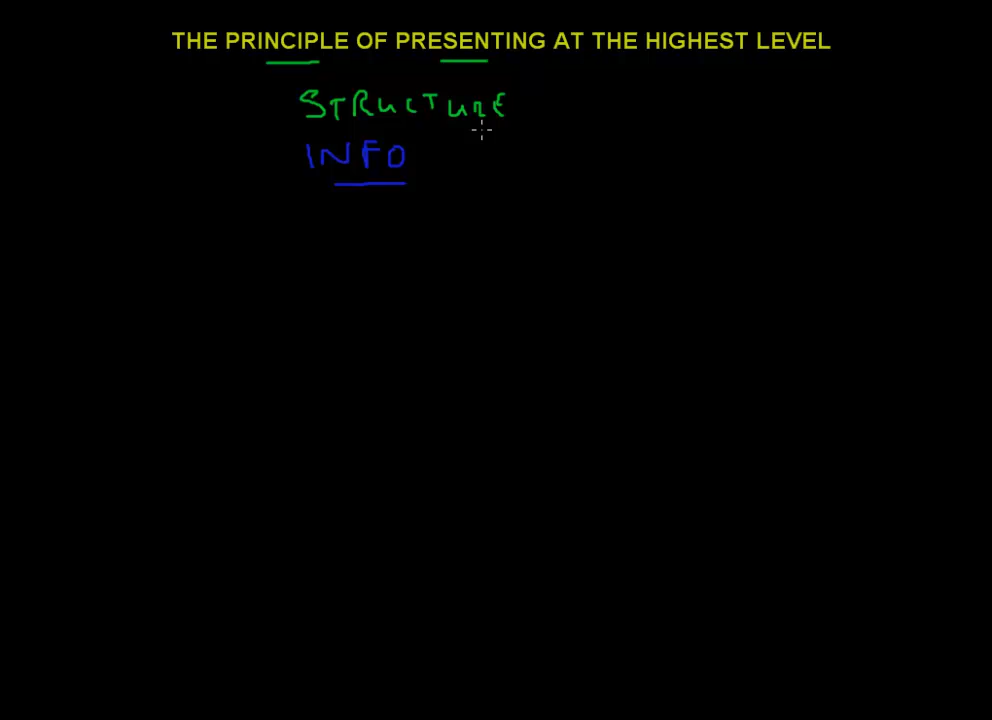 THE PRINCIPLE OF PRESENTING AT THE HIGHEST LEVEL
STRUCTURE
INFO